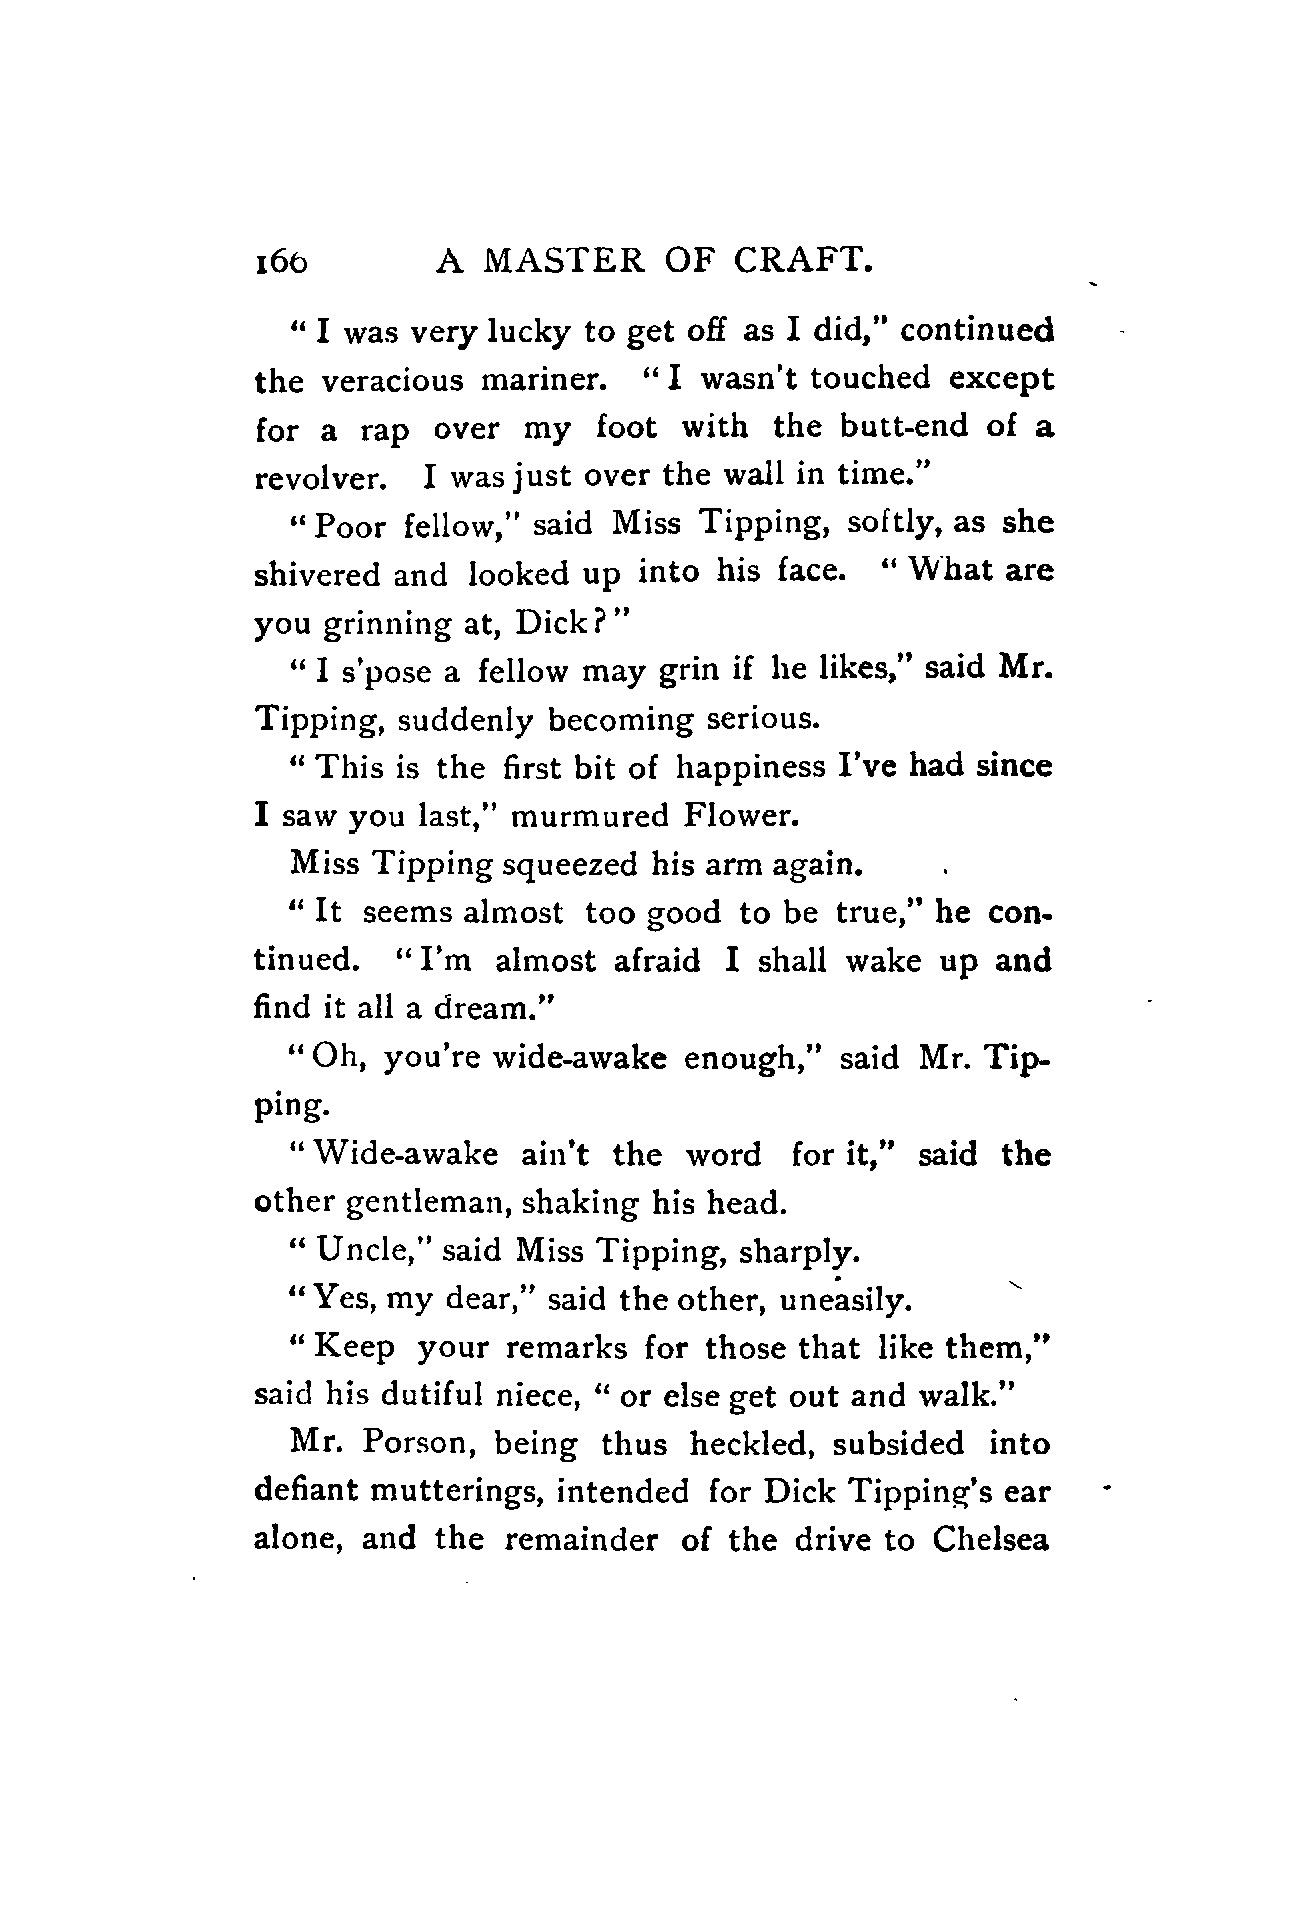 166 A MASTER OF CRAFT.
“ I was very lucky to get off as I did,” continued
the veracious mariner. “ I wasn't touched except
for a rap over my foot with the butt-end of a
revolver. I was just over the wall in time.”
“ Poor fellow,” said Miss Tipping, softly, as she
shivered and looked up into his face. “ What are
you grinning at, Dick? ”
“ I s'pose a fellow may grin if he likes,” said Mr.
Tipping, suddenly becoming serious.
“ This is the first bit of happiness I've had since
I saw you last,” murmured Flower.
Miss Tipping squeezed his arm again.
“ It seems almost too good to be true,” he con-
tinued. “ I'm almost afraid I shall wake up and
find it all a dream.”
“ Oh, you're wide-awake enough,” said Mr. Tip-
ping.
“ Wide-awake ain't the word for it,” said the
other gentleman, shaking his head.
“ Uncle,” said Miss Tipping, sharply.
“ Yes, my dear,” said the other, uneasily.
“ Keep your remarks for those that like them,”
said his dutiful niece, “ or else get out and walk.”
Mr. Porson, being thus heckled, subsided into
defiant mutterings, intended for Dick Tipping's ear
alone, and the remainder of the drive to Chelsea